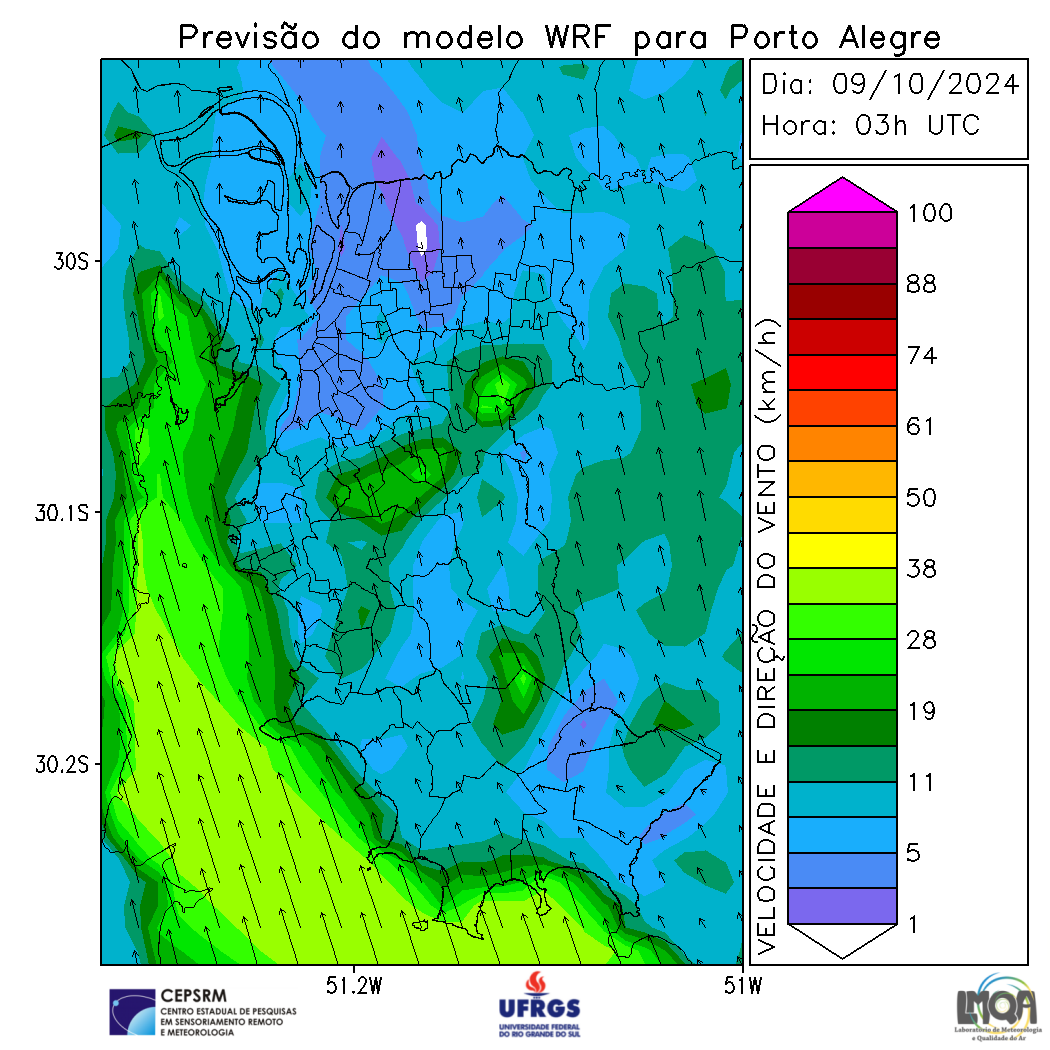 Previsão do modelo WRF para Porto Alegre
Dia: 09/10/2024
Hora: 03h UTC
30S
30.1S
30.2S
51.2W
51W
VELOCIDADE E DIREÇÃO DO VENTO (km/h)
100
88
74
61
50
38
28
19
11
5
1
CEPSRM
CENTRO ESTADUAL DE PESQUISAS
EM SENSORIAMENTO REMOTO
E METEOROLOGIA
UFRGS
UNIVERSIDADE FEDERAL
DO RIO GRANDE DO SUL
LMQA
Laboratório de Meteorologia
e Qualidade do Ar